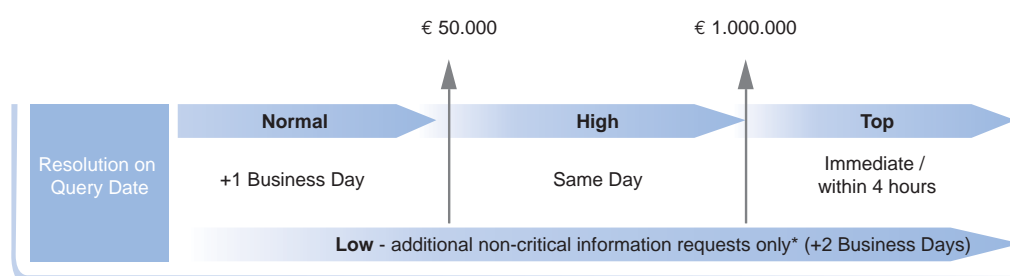 € 50.000
€ 1.000.000
Normal
High
Top
Resolution on
Query Date
+1 Business Day
Same Day
Immediate /
within 4 hours
Low - additional non-critical information requests only* (+2 Business Days)